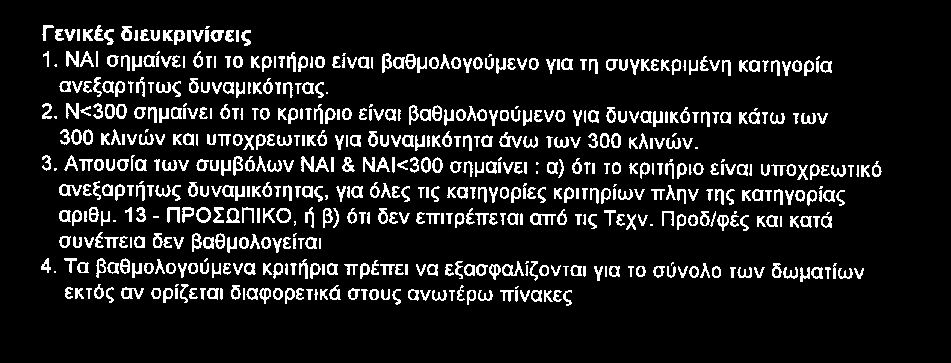 Γενικές διευκρινίσεις
1. ΝΑΙ σημαίνει ότι το κριτήριο είναι βαθμολογούμενο για τη συγκεκριμένη κατηγορία
ανεξαρτήτως δυναμικότητας.
2. Ν<300 σημαίνει ότι το κριτήριο είναι βαθμολογούμενο για δυναμικότητα κάτω των
300 κλινών και υποχρεωτικό για δυναμικότητα άνω των 300 κλινών.
3. Απουσία των συμβόλων ΝΑΙ & ΝΑΙ<300 σημαίνει : α) ότι το κριτήριο είναι υποχρεωτικό
ανεξαρτήτως δυναμικότητας, για όλες τις κατηγορίες κριτηρίων πλην της κατηγορίας
αριθμ. 13 - ΠΡΟΣΩΠΙΚΟ, ή β) ότι δεν επιτρέπεται από τις Τεχν. Προδ/φές και κατά
συνέπεια δεν βαθμολογείται
4. Τα βαθμολογούμενα κριτήρια πρέπει να εξασφαλίζονται για το σύνολο των δωματίων
εκτός αν ορίζεται διαφορετικά στους ανωτέρω πίνακες